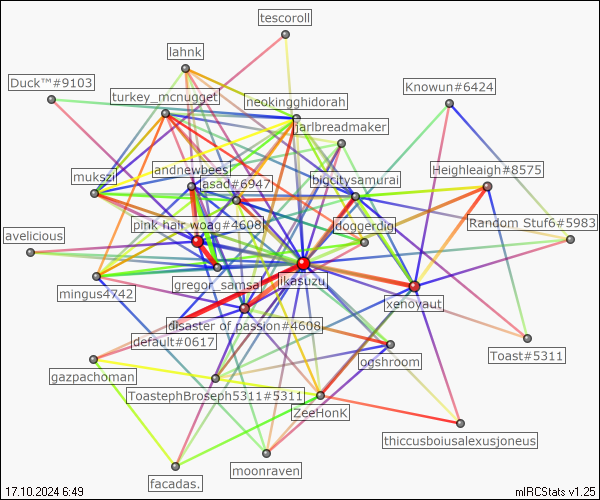 tescoroll
lahnk
Duck™#9103
Knowun#6424
turkey_mcnugget
neokingghidorah
jarlbreadmaker
mukszi
andnewbees
Heighleaigh#8575
asad#6947
bigcitysamurai
pink hair woag#4608
doggerdig
Random Stuf6#5983
avelicious
gregor_samsa
ikasuzu
mingus4742
xenoyaut
disaster of passion#4608
default#0617
ogshroom
Toast#5311
gazpachoman
ToastephBroseph5311#5311
ZeeHonK
thiccusboiusalexusjoneus
facadas.
moonraven
17.10.2024 6:49
mIRCStats v1.25